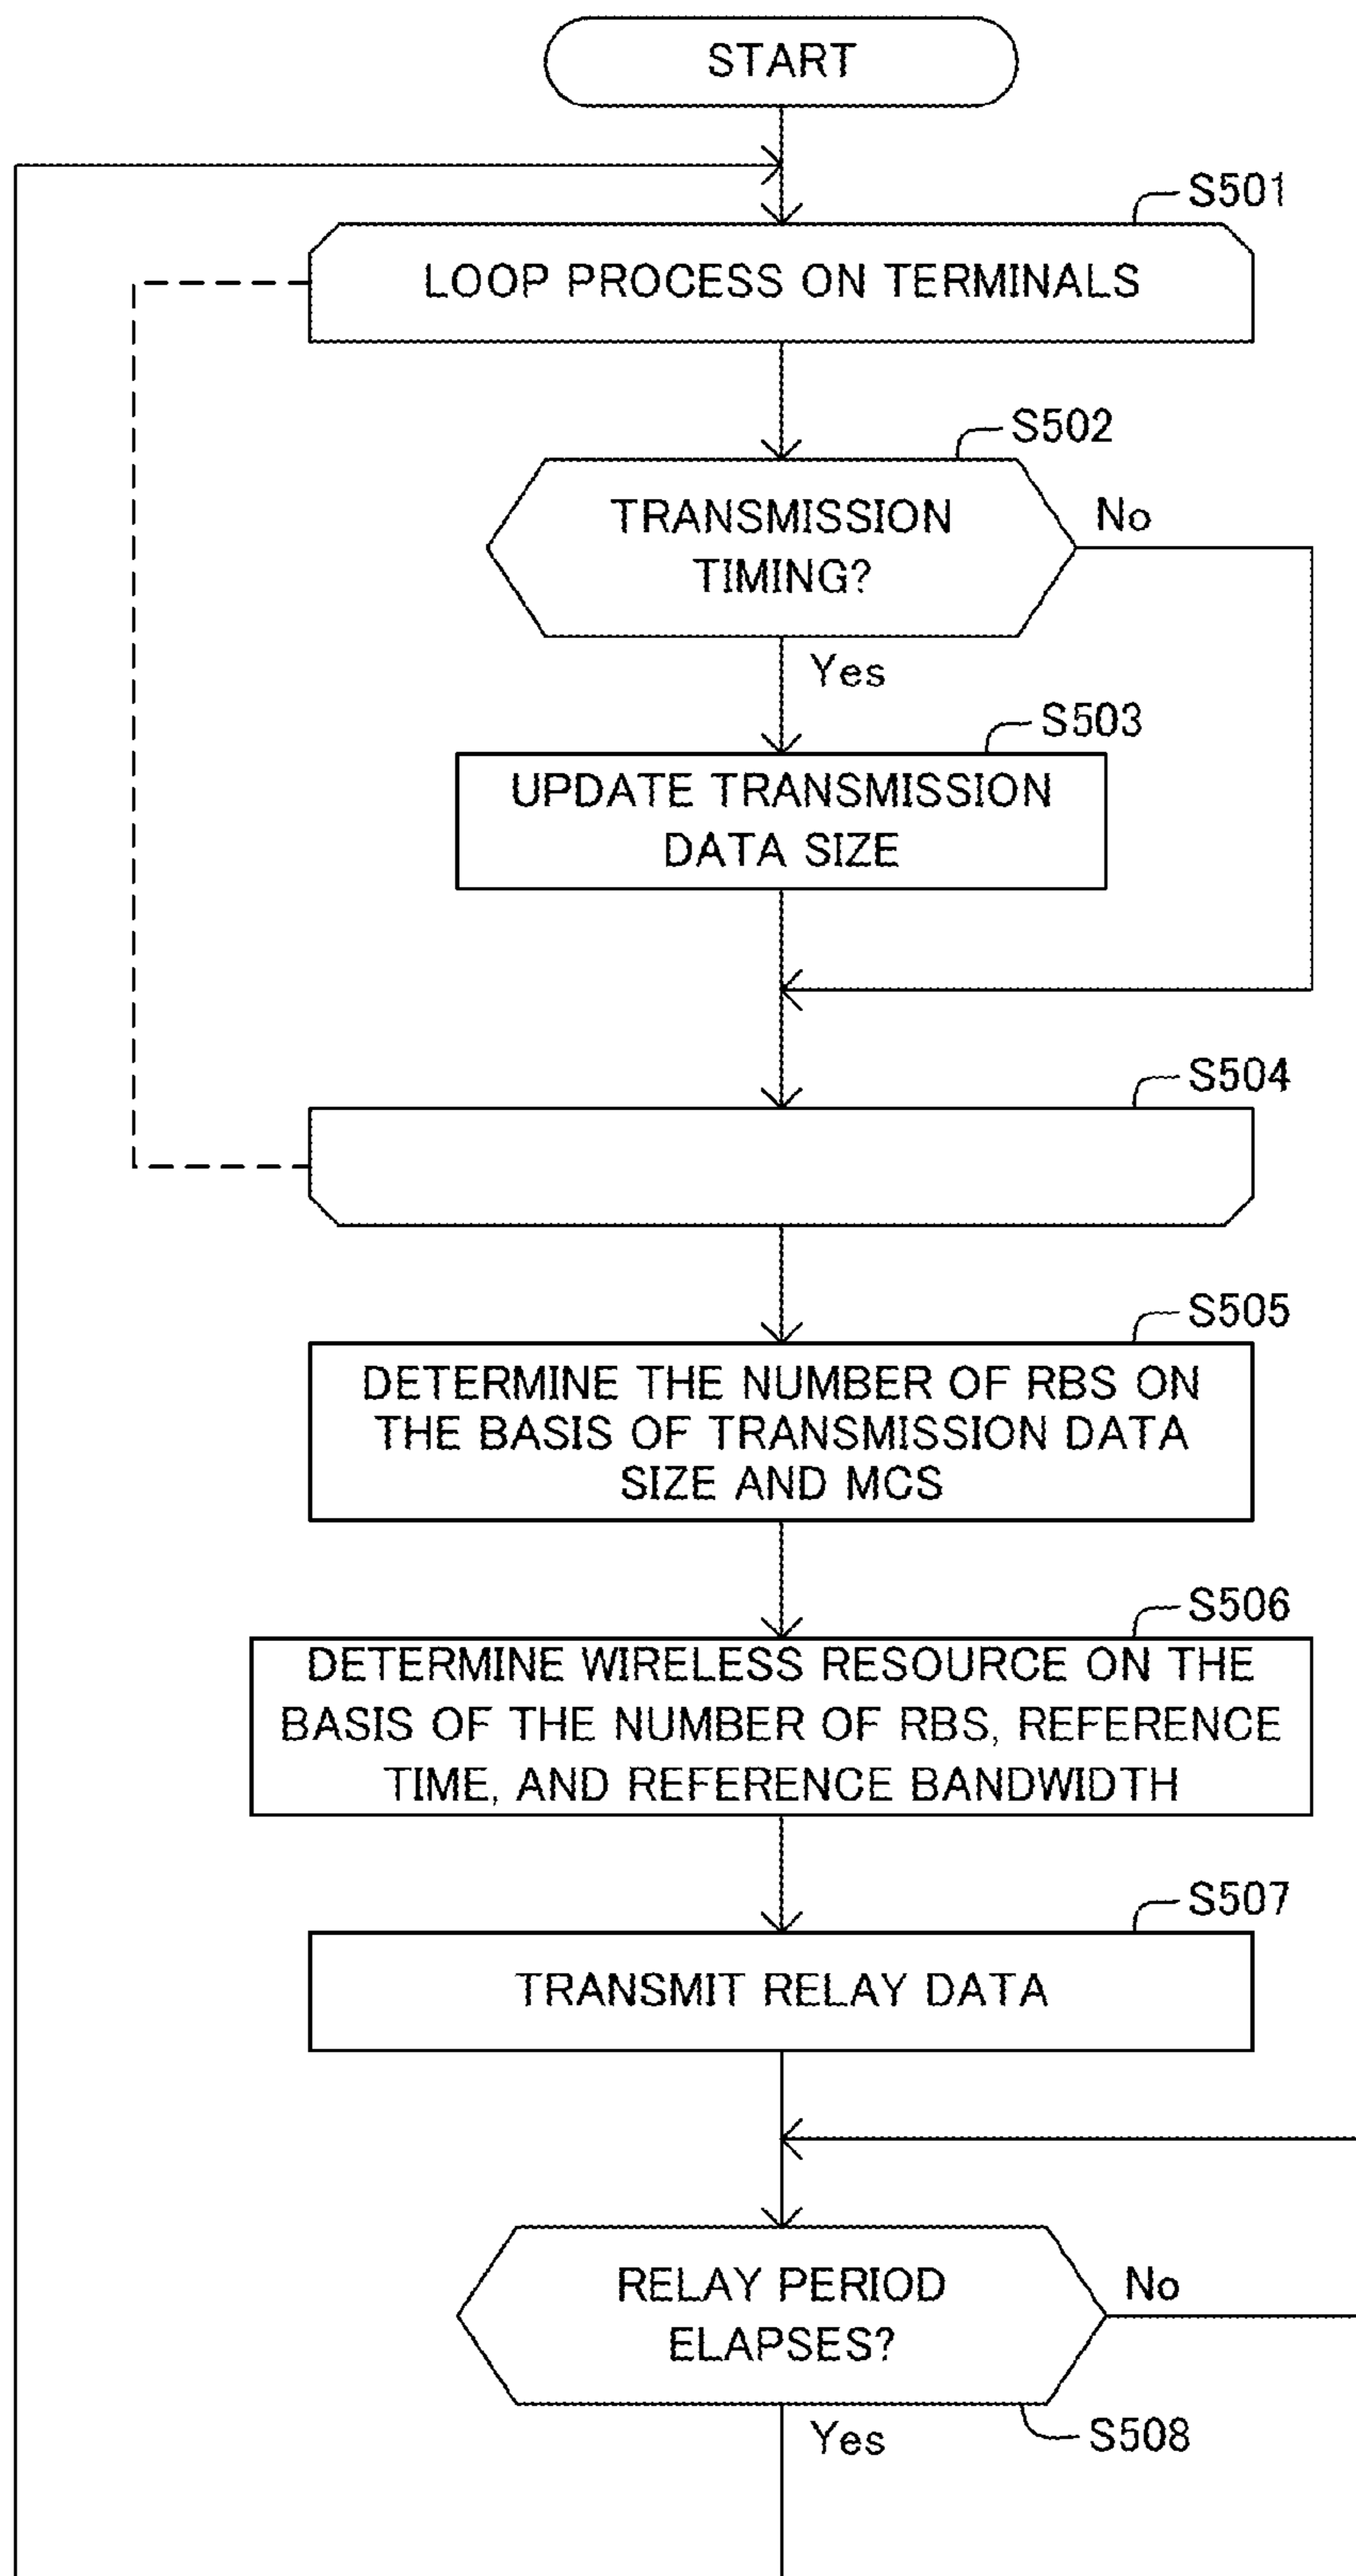 START
S501
LOOP PROCESS ON TERMINALS
S502
TRANSMISSION
TIMING?
No
Yes
S503
UPDATE TRANSMISSION
DATA SIZE
S504
S505
DETERMINE THE NUMBER OF RBS ON
THE BASIS OF TRANSMISSION DATA
SIZE AND MCS
S506
DETERMINE WIRELESS RESOURCE ON THE
BASIS OF THE NUMBER OF RBS, REFERENCE
TIME, AND REFERENCE BANDWIDTH
S507
TRANSMIT RELAY DATA
RELAY PERIOD
ELAPSES?
No
Yes
S508